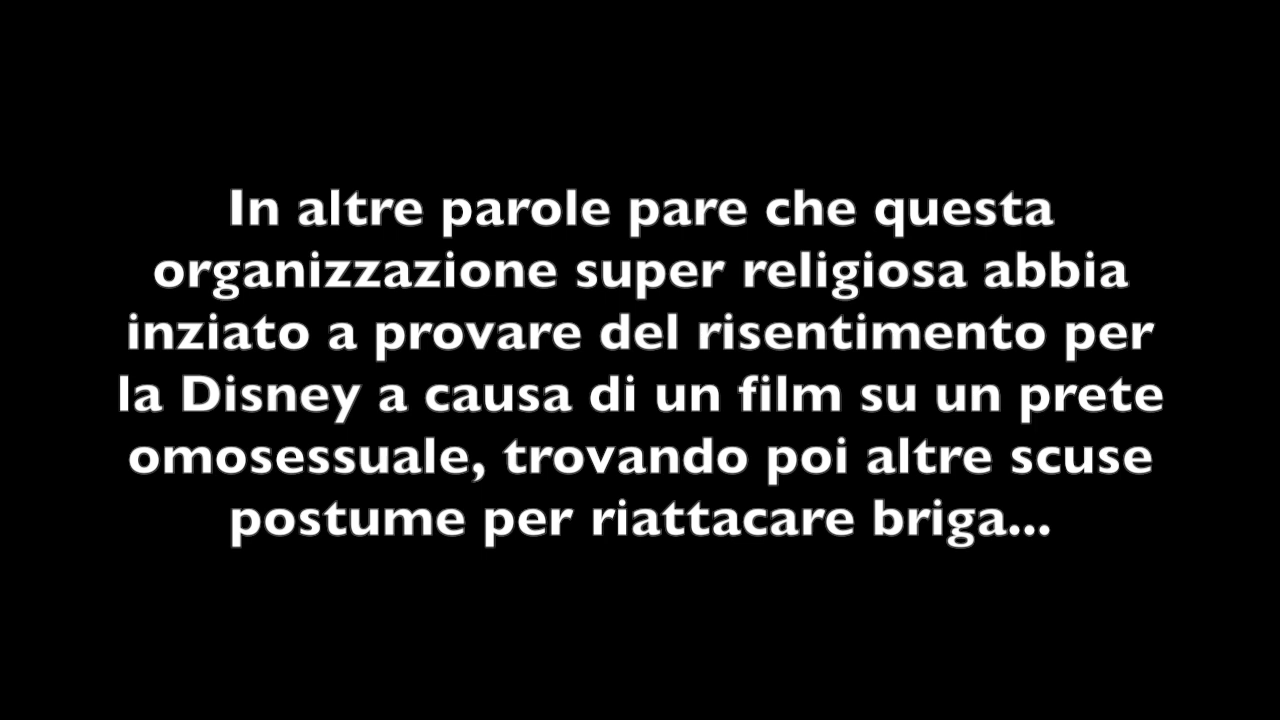 In altre parole pare che questa
organizzazione super religiosa abbia
inziato a provare del risentimento per
la Disney a causa di un film su un prete
omosessuale, trovando poi altre scuse
postume per riattacare briga...